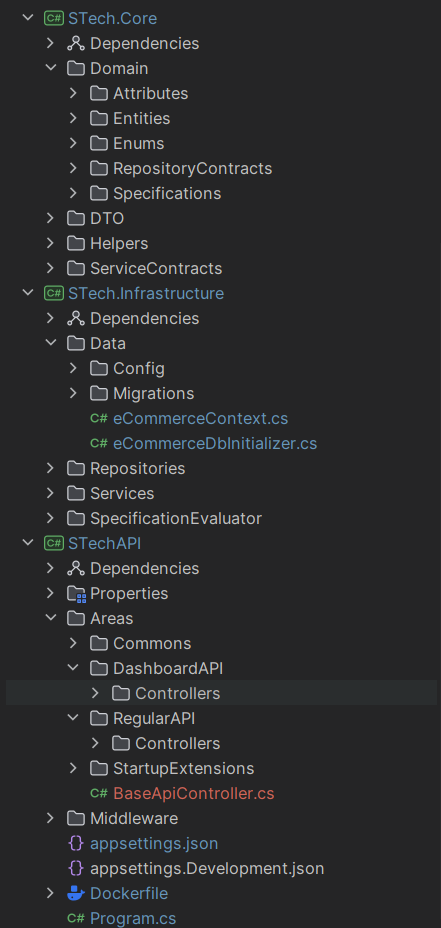 C# STech.Core
Dependencies
Domain
Attributes
Entities
Enums
RepositoryContracts
Specifications
DTO
Helpers
ServiceContracts
C# STech.Infrastructure
Dependencies
Data
Config
Migrations
C# eCommerceContext.cs
C# eCommerceDbInitializer.cs
Repositories
Services
SpecificationEvaluator
C# STechAPI
Dependencies
Properties
Areas
Commons
DashboardAPI
Controllers
RegularAPI
Controllers
StartupExtensions
C# BaseApiController.cs
Middleware
{} appsettings.json
{} appsettings.Development.json
Dockerfile
C# Program.cs